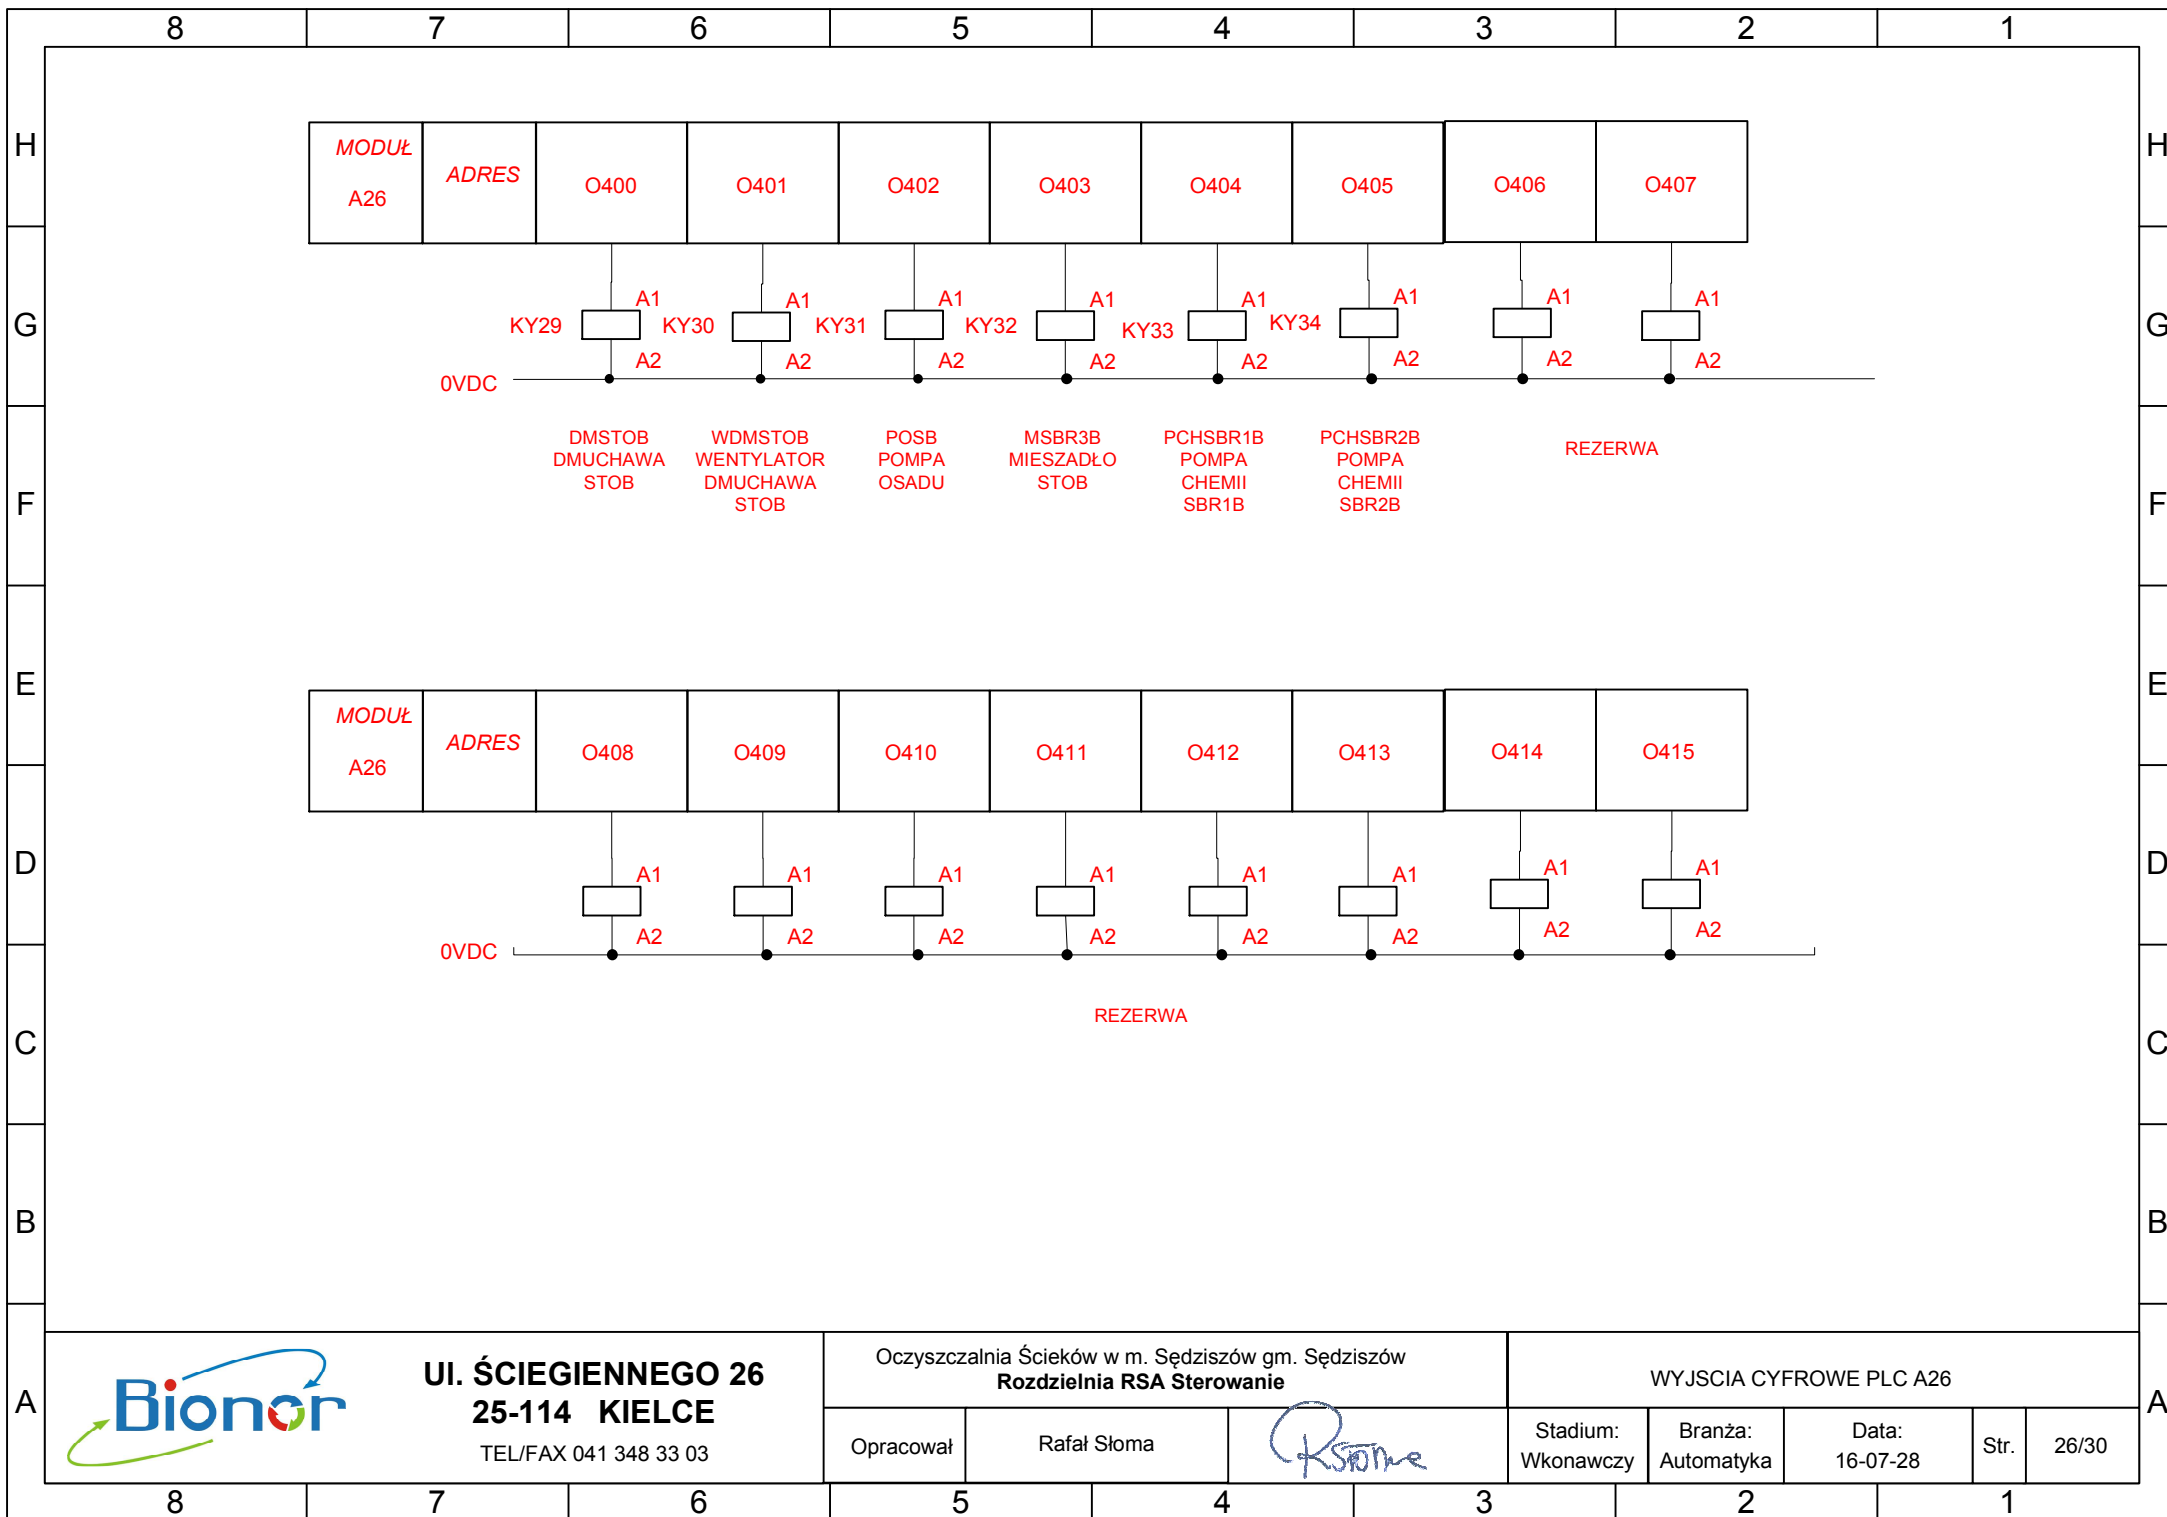 8 7 6 5 4 3 2 1
H H
MODUŁ
A26
ADRES
O400 O401 O402 O403 O404 O405 O406 O407
G G
A1 A1 A1 A1 A1 A1 A1 A1
KY29 KY30 KY31 KY32 KY33 KY34
A2 A2 A2 A2 A2 A2 A2 A2
0VDC
F F
DMSTOB
DMUCHAWA
STOB
WDMSTOB
WENTYLATOR
DMUCHAWA
STOB
POSB
POMPA
OSADU
MSBR3B
MIESZADŁO
STOB
PCHSBR1B
POMPA
CHEMII
SBR1B
PCHSBR2B
POMPA
CHEMII
SBR2B
REZERWA
E E
MODUŁ
A26
ADRES
O408 O409 O410 O411 O412 O413 O414 O415
D D
A1 A1 A1 A1 A1 A1 A1 A1
A2 A2 A2 A2 A2 A2 A2 A2
0VDC
REZERWA
C C
B B
A A
Bionor
Ul. ŚCIEGIENNEGO 26
25-114 KIELCE
TEL/FAX 041 348 33 03
Oczyszczalnia Ścieków w m. Sędziszów gm. Sędziszów
Rozdzielnia RSA Sterowanie
Opracował
Rafał Słoma
WYJSCIA CYFROWE PLC A26
Stadium:
Wkonawczy
Branża:
Automatyka
Data:
16-07-28
Str.
26/30
8 7 6 5 4 3 2 1